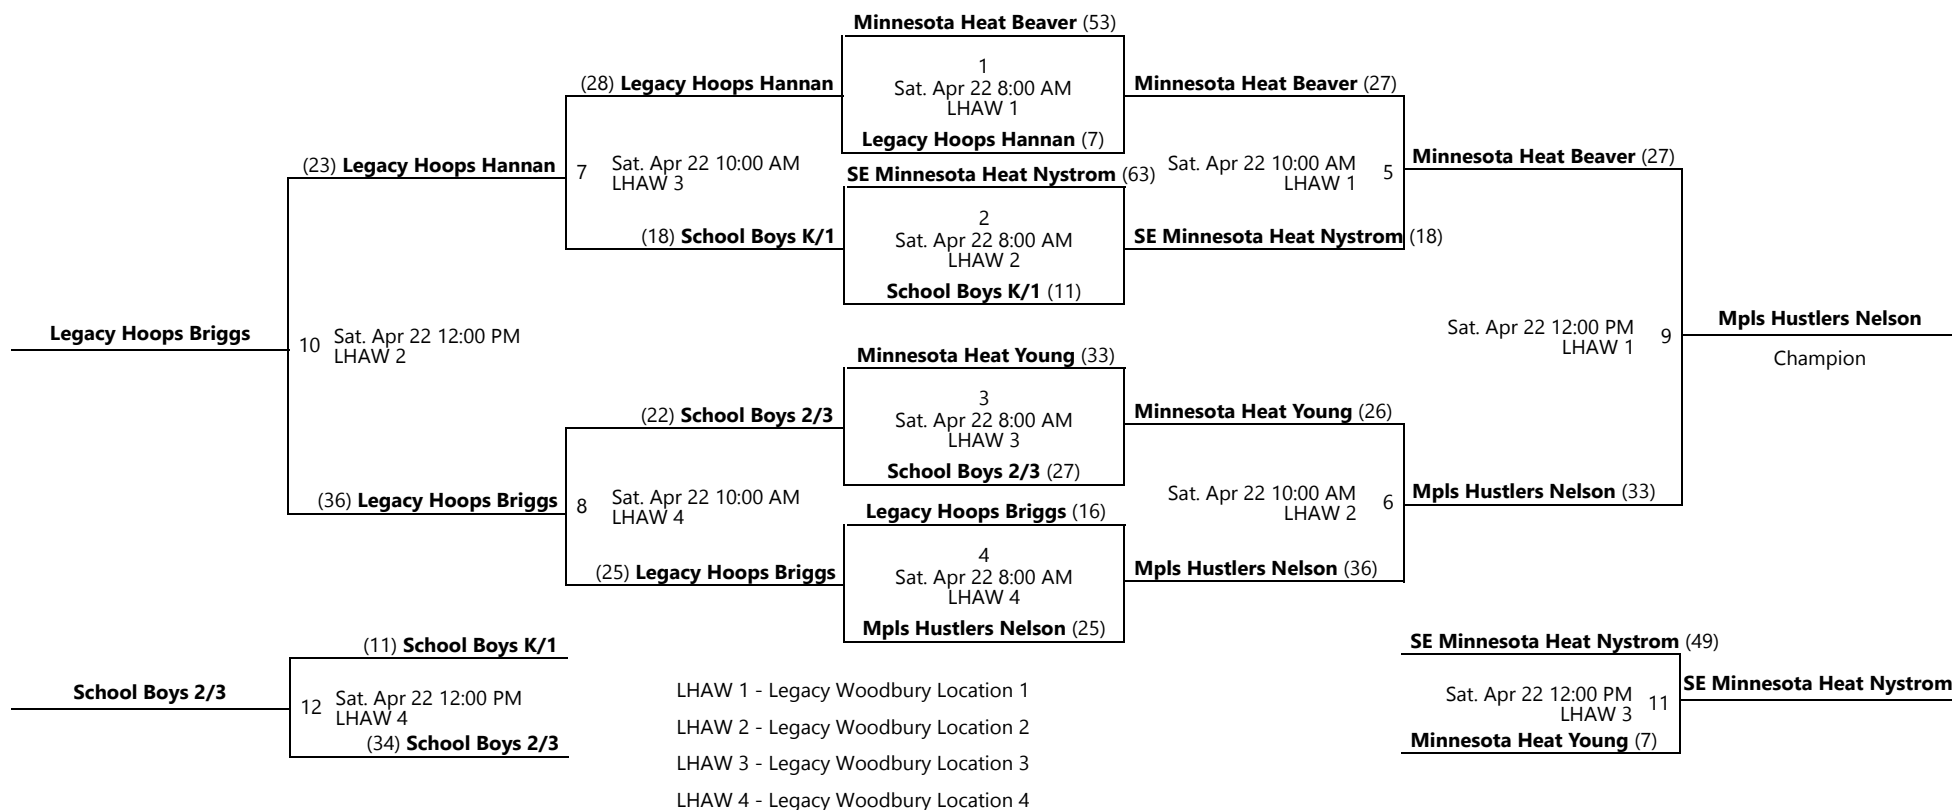 Minnesota Heat Beaver (53)
1
Sat. Apr 22 8:00 AM
LHAW 1
Legacy Hoops Hannan (7)
(28) Legacy Hoops Hannan
Minnesota Heat Beaver (27)
(23) Legacy Hoops Hannan
7
Sat. Apr 22 10:00 AM
LHAW 3
Sat. Apr 22 10:00 AM
LHAW 1
5
Minnesota Heat Beaver (27)
SE Minnesota Heat Nystrom (63)
2
Sat. Apr 22 8:00 AM
LHAW 2
School Boys K/1 (11)
(18) School Boys K/1
SE Minnesota Heat Nystrom (18)
Legacy Hoops Briggs
10
Sat. Apr 22 12:00 PM
LHAW 2
Sat. Apr 22 12:00 PM
LHAW 1
9
Mpls Hustlers Nelson
Champion
Minnesota Heat Young (33)
3
Sat. Apr 22 8:00 AM
LHAW 3
School Boys 2/3 (27)
(22) School Boys 2/3
Minnesota Heat Young (26)
(36) Legacy Hoops Briggs
8
Sat. Apr 22 10:00 AM
LHAW 4
Sat. Apr 22 10:00 AM
LHAW 2
6
Mpls Hustlers Nelson (33)
Legacy Hoops Briggs (16)
4
Sat. Apr 22 8:00 AM
LHAW 4
Mpls Hustlers Nelson (25)
(25) Legacy Hoops Briggs
Mpls Hustlers Nelson (36)
(11) School Boys K/1
School Boys 2/3
12
Sat. Apr 22 12:00 PM
LHAW 4
(34) School Boys 2/3
LHAW 1 - Legacy Woodbury Location 1
LHAW 2 - Legacy Woodbury Location 2
LHAW 3 - Legacy Woodbury Location 3
LHAW 4 - Legacy Woodbury Location 4
SE Minnesota Heat Nystrom (49)
Sat. Apr 22 12:00 PM
LHAW 3
11
SE Minnesota Heat Nystrom
Minnesota Heat Young (7)